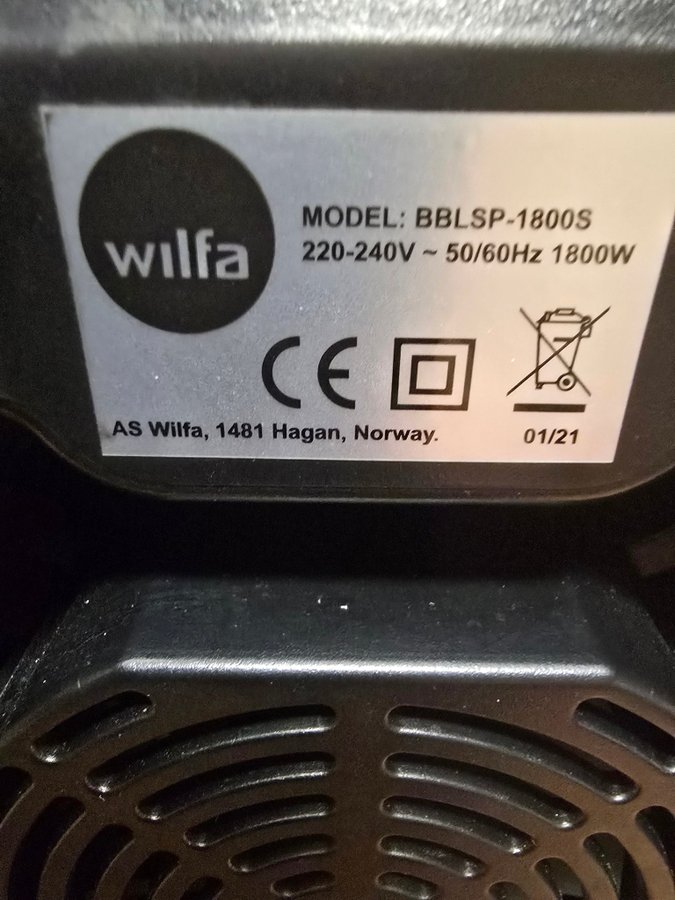 wilfa
MODEL: BBLSP-1800S
220-240V ~ 50/60Hz 1800W
CE
AS Wilfa, 1481 Hagan, Norway.
01/21